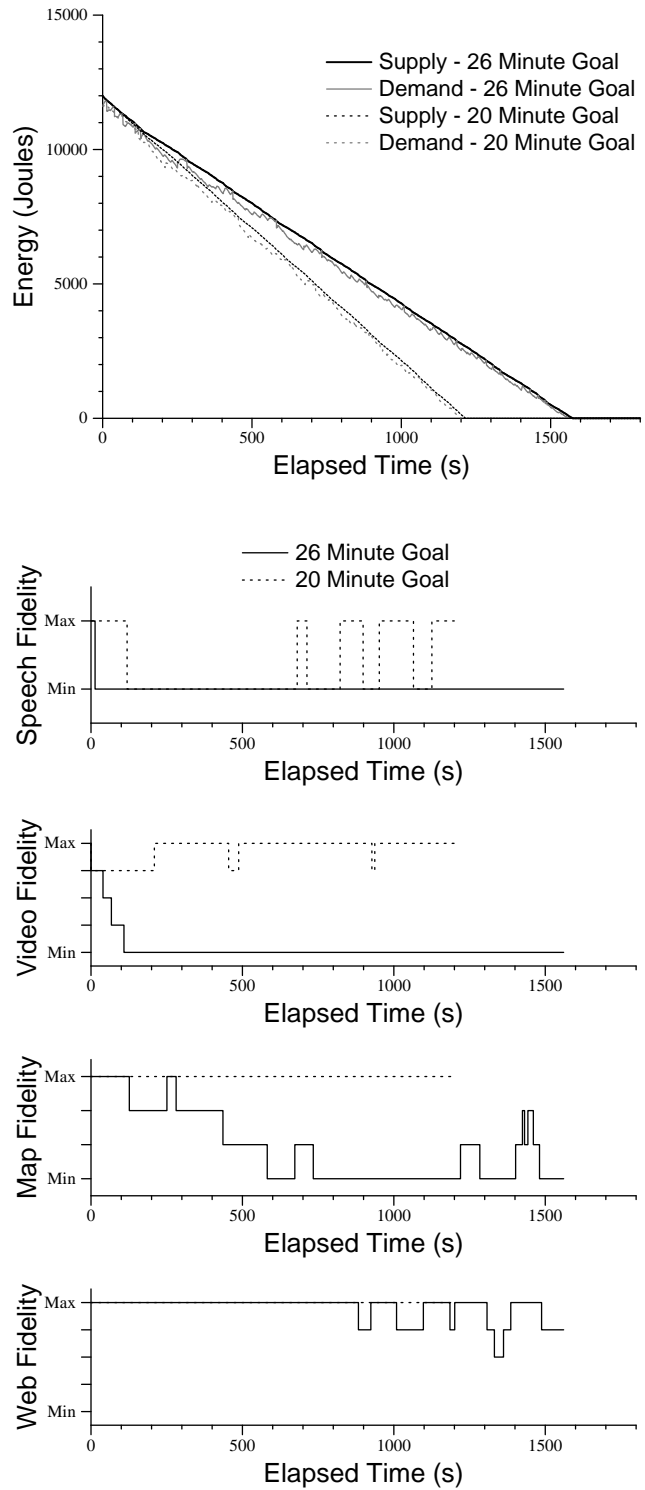 15000
10000
5000
0
Energy (Joules)
Supply - 26 Minute Goal
Demand - 26 Minute Goal
Supply - 20 Minute Goal
Demand - 20 Minute Goal
0 500 1000 1500
Elapsed Time (s)
26 Minute Goal
20 Minute Goal
Speech Fidelity
Max
Min
0 500 1000 1500
Elapsed Time (s)
Video Fidelity
Max
Min
0 500 1000 1500
Elapsed Time (s)
Map Fidelity
Max
Min
0 500 1000 1500
Elapsed Time (s)
Web Fidelity
Max
Min
0 500 1000 1500
Elapsed Time (s)